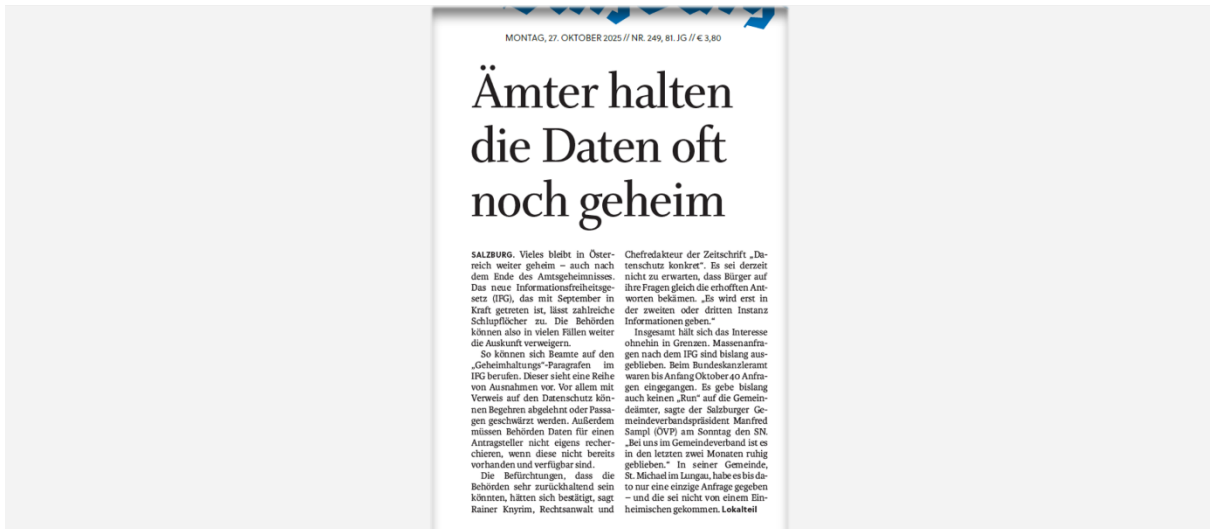 MONTAG, 27. OKTOBER 2025 // NR. 249, 81. JG // € 3,80
Ämter halten
die Daten oft
noch geheim
SALZBURG. Vieles bleibt in Öster-
reich weiter geheim – auch nach
dem Ende des Amtsgeheimnisses.
Das neue Informationsfreiheitsge-
setz (IFG), das mit September in
Kraft getreten ist, lässt zahlreiche
Schlupflöcher zu. Die Behörden
können also in vielen Fällen weiter
die Auskunft verweigern.
So können sich Beamte auf den
„Geheimhaltungs“-Paragrafen im
IFG berufen. Dieser sieht eine Reihe
von Ausnahmen vor. Vor allem mit
Verweis auf den Datenschutz kön-
nen Begehren abgelehnt oder Passa-
gen geschwärzt werden. Außerdem
müssen Behörden Daten für einen
Antragsteller nicht eigens recher-
chieren, wenn diese nicht bereits
vorhanden und verfügbar sind.
Die Befürchtungen, dass die
Behörden sehr zurückhaltend sein
könnten, hätten sich bestätigt, sagt
Rainer Knyrim, Rechtsanwalt und
Chefredakteur der Zeitschrift „Da-
tenschutz konkret“. Es sei derzeit
nicht zu erwarten, dass Bürger auf
ihre Fragen gleich die erhofften Ant-
worten bekämen. „Es wird erst in
der zweiten oder dritten Instanz
Informationen geben.“
Insgesamt hält sich das Interesse
ohnehin in Grenzen. Massenanfra-
gen nach dem IFG sind bislang aus-
geblieben. Beim Bundeskanzleramt
waren bis Anfang Oktober 40 Anfra-
gen eingegangen. Es gebe bislang
auch keinen „Run“ auf die Gemein-
deämter, sagte der Salzburger Ge-
meindeverbandspräsident Manfred
Sampl (ÖVP) am Sonntag den SN.
„Bei uns im Gemeindeverband ist es
in den letzten zwei Monaten ruhig
geblieben.“ In seiner Gemeinde,
St. Michael im Lungau, habe es bis da-
to nur eine einzige Anfrage gegeben
– und die sei nicht von einem Ein-
heimischen gekommen. Lokalteil